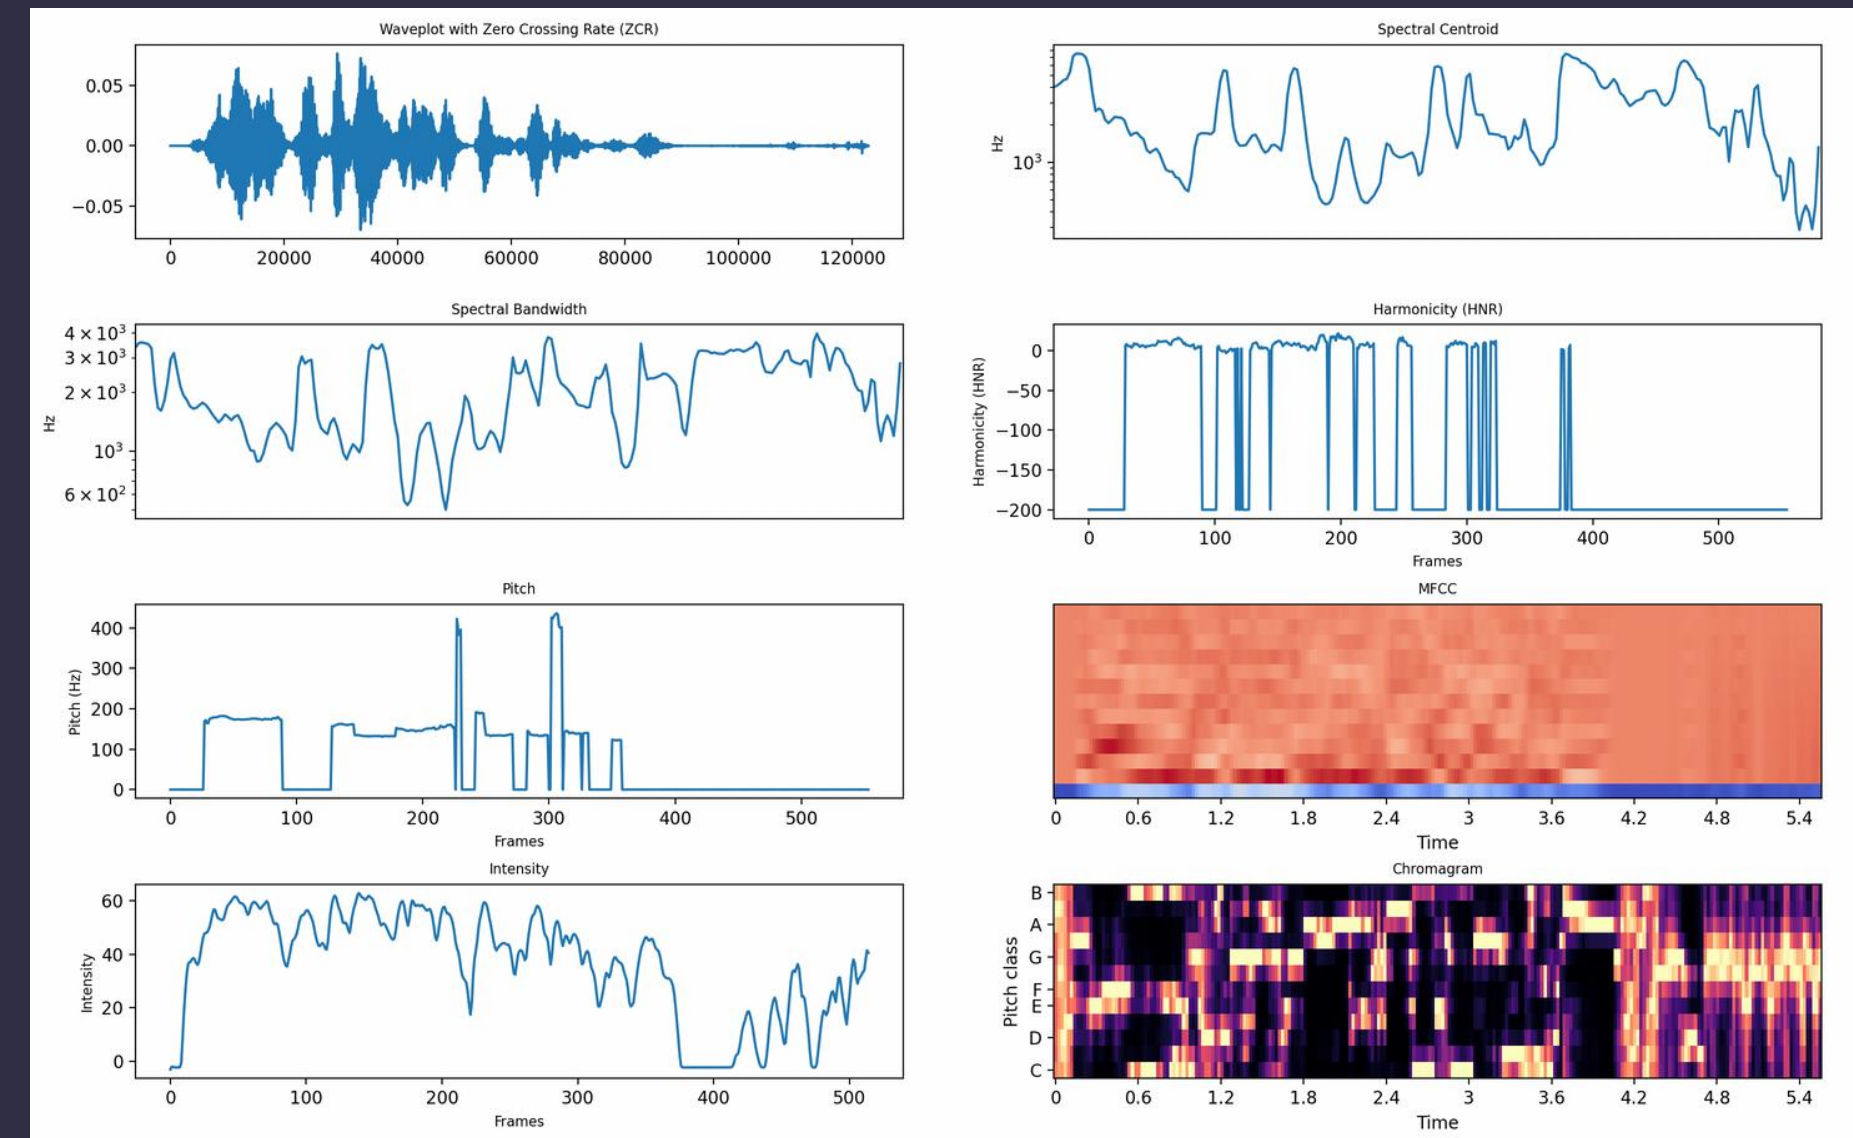 Waveplot with Zero Crossing Rate (ZCR)
0.05
0.00
−0.05
0 20000 40000 60000 80000 100000 120000
Spectral Centroid
Hz
10³
Spectral Bandwidth
4 × 10³
3 × 10³
2 × 10³
Hz
10³
6 × 10²
Harmonicity (HNR)
Harmonicity (HNR)
0
−50
−100
−150
−200
0 100 200 300 400 500
Frames
Pitch
Pitch (Hz)
400
300
200
100
0
0 100 200 300 400 500
Frames
MFCC
0 0.6 1.2 1.8 2.4 3 3.6 4.2 4.8 5.4
Time
Intensity
Intensity
60
40
20
0
0 100 200 300 400 500
Frames
Chromagram
Pitch class
B
A
G
F
E
D
C
0 0.6 1.2 1.8 2.4 3 3.6 4.2 4.8 5.4
Time